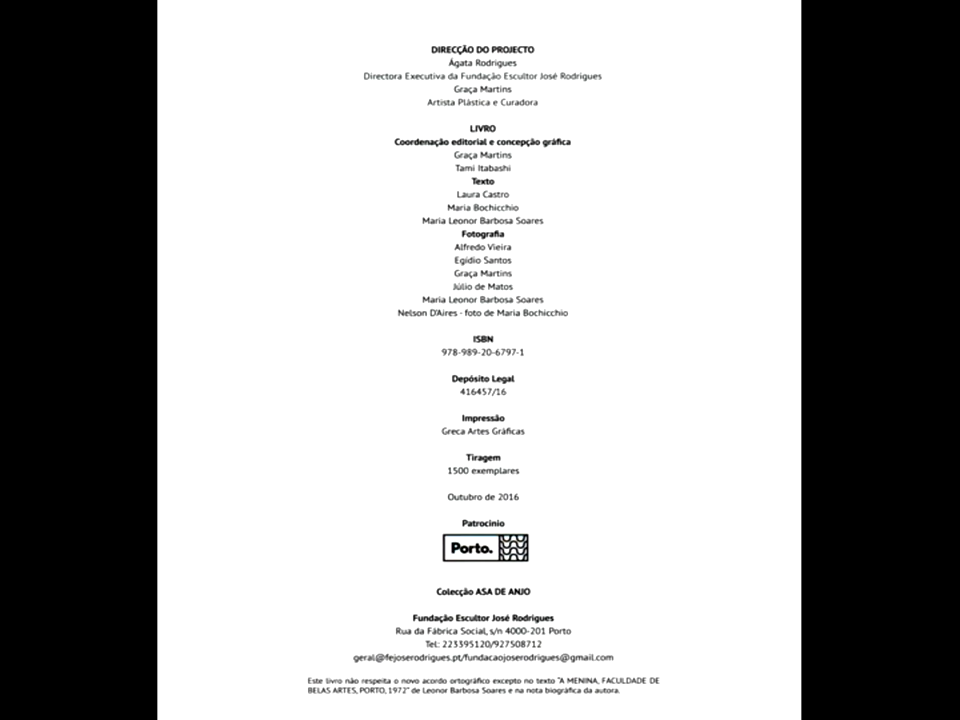 DIRECÇÃO DO PROJECTO
Ágata Rodrigues
Directora Executiva da Fundação Escultor José Rodrigues
Graça Martins
Artista Plástica e Curadora
LIVRO
Coordenação editorial e concepção gráfica
Graça Martins
Tami Itabashi
Texto
Laura Castro
Maria Bochicchio
Maria Leonor Barbosa Soares
Fotografia
Alfredo Vieira
Egídio Santos
Graça Martins
Júlio de Matos
Maria Leonor Barbosa Soares
Nelson D'Aires - foto de Maria Bochicchio
ISBN
978-989-20-6797-1
Depósito Legal
416457/16
Impressão
Greca Artes Gráficas
Tiragem
1500 exemplares
Outubro de 2016
Patrocínio
Porto.
Colecção ASA DE ANJO
Fundação Escultor José Rodrigues
Rua da Fábrica Social, s/n 4000-201 Porto
Tel: 223395120/927508712
geral@fejoserodrigues.pt/fundacaojoserodrigues@gmail.com
Este livro não respeita o novo acordo ortográfico excepto no texto "A MENINA, FACULDADE DE
BELAS ARTES, PORTO, 1972" de Leonor Barbosa Soares e na nota biográfica da autora.